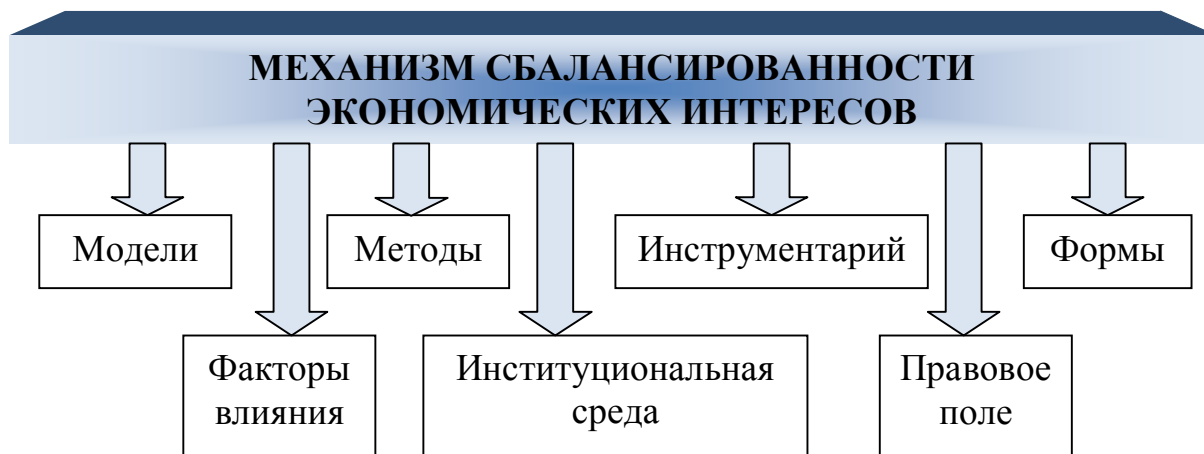 МЕХАНИЗМ СБАЛАНСИРОВАННОСТИ
ЭКОНОМИЧЕСКИХ ИНТЕРЕСОВ
Модели
Методы
Инструментарий
Формы
Факторы
влияния
Институциональная
среда
Правовое
поле